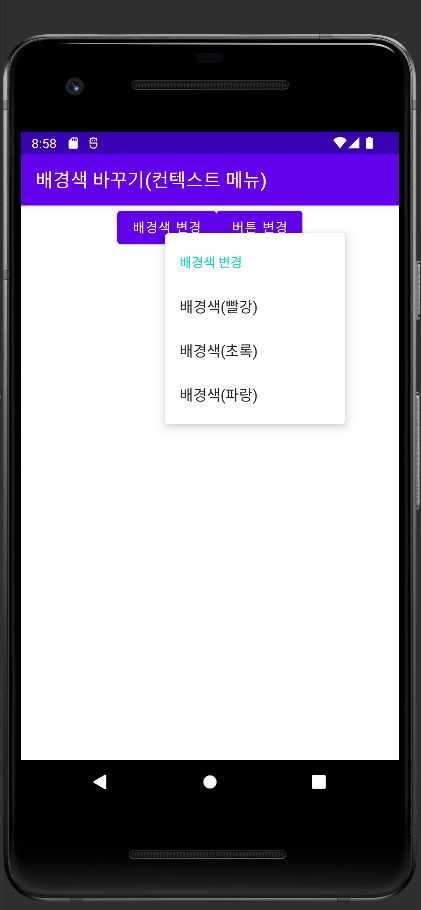 8:58
배경색 바꾸기(컨텍스트 메뉴)
배경색 변경 버튼 변경
배경색 변경
배경색(빨강)
배경색(초록)
배경색(파랑)